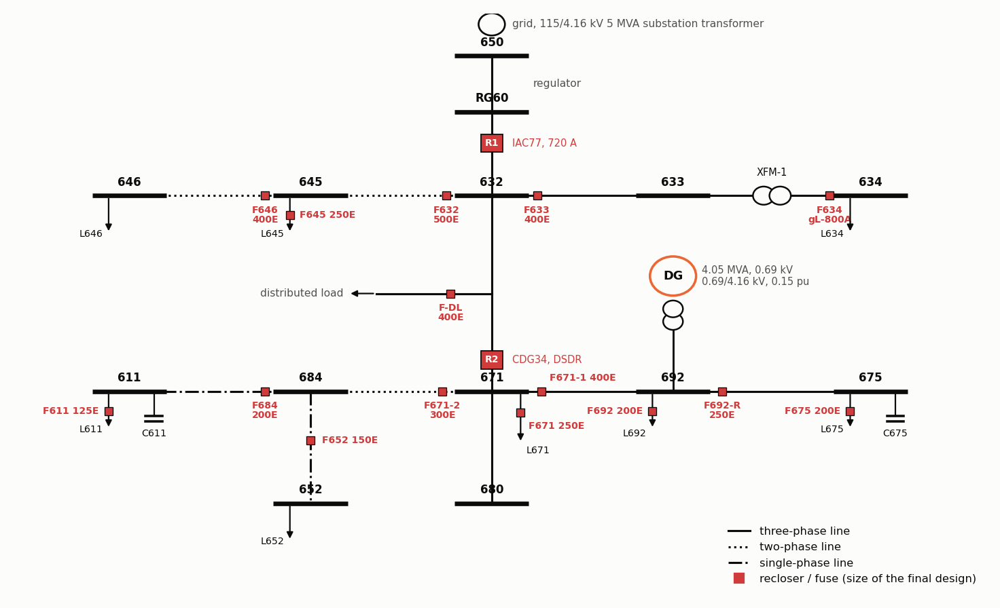 grid, 115/4.16 kV 5 MVA substation transformer
650
regulator
RG60
R1 IAC77, 720 A
XFM-1
646 645 632 633 634
F646
400E
F645 250E
F632
500E
F633
400E
F634
gL-800A
L646 L645 L634
DG
4.05 MVA, 0.69 kV
0.69/4.16 kV, 0.15 pu
distributed load
F-DL
400E
R2 CDG34, DSDR
611 684 671 F671-1 400E 692 675
F684
200E
F671-2
300E
F692-R
250E
F611 125E F692 200E F675 200E
F671 250E
L611 C611 L692 L675 C675
F652 150E
L671
652 680
L652
three-phase line
two-phase line
single-phase line
recloser / fuse (size of the final design)